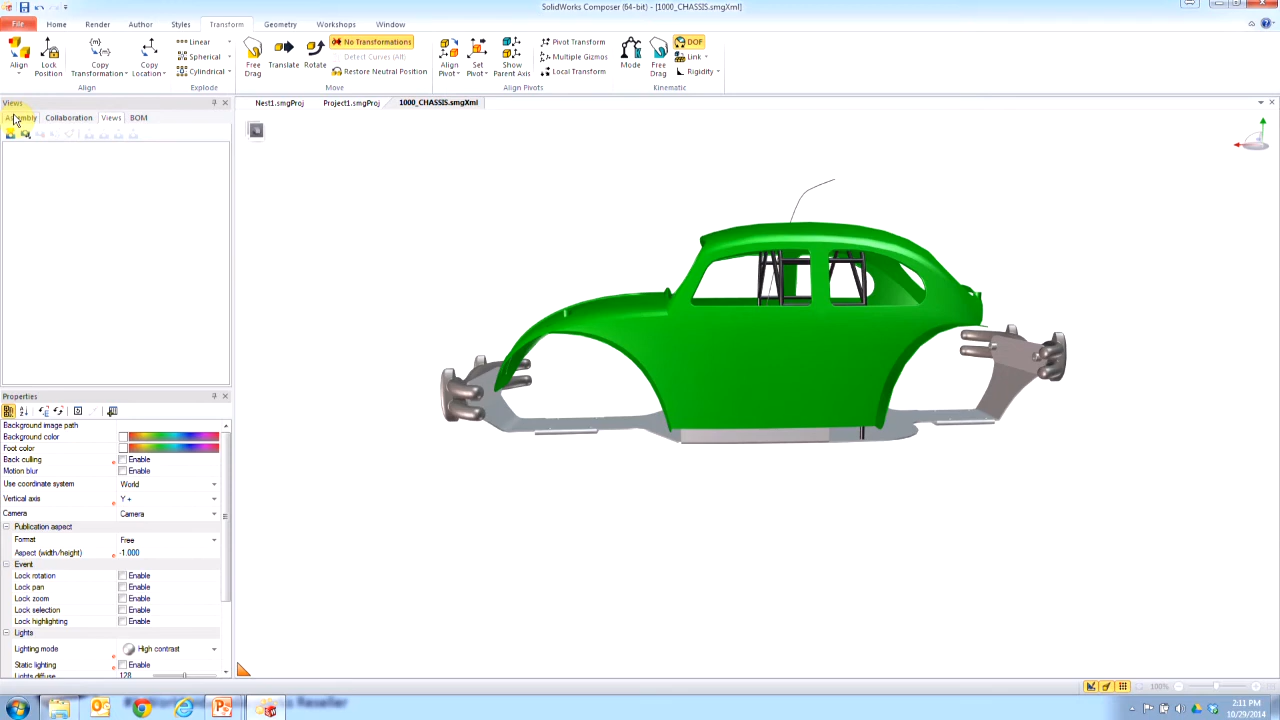 SolidWorks Composer (64-bit) - [1000_CHASSIS.smgXml]
File Home Render Author Styles Transform Geometry Workshops Window
Align Lock Position Copy Transformation Copy Location Linear Spherical Cylindrical Free Drag Translate Rotate No Transformations Detect Curves (Alt) Restore Neutral Position Align Pivot Set Pivot Show Parent Axis Pivot Transform Multiple Gizmos Local Transform Mode Free Drag DOF Link Rigidity
Align Explode Move Align Pivots Kinematic
Views Nest1.smgProj Project1.smgProj 1000_CHASSIS.smgXml
Assembly Collaboration Views BOM
Properties
Background image path
Background color
Foot color
Back culling Enable
Motion blur Enable
Use coordinate system World
Vertical axis Y +
Camera Camera
Publication aspect
Format Free
Aspect (width/height) -1.000
Event
Lock rotation Enable
Lock pan Enable
Lock zoom Enable
Lock selection Enable
Lock highlighting Enable
Lights
Lighting mode High contrast
Static lighting Enable
Lights diffuse 128
100%
Reseller
2:11 PM
10/29/2014